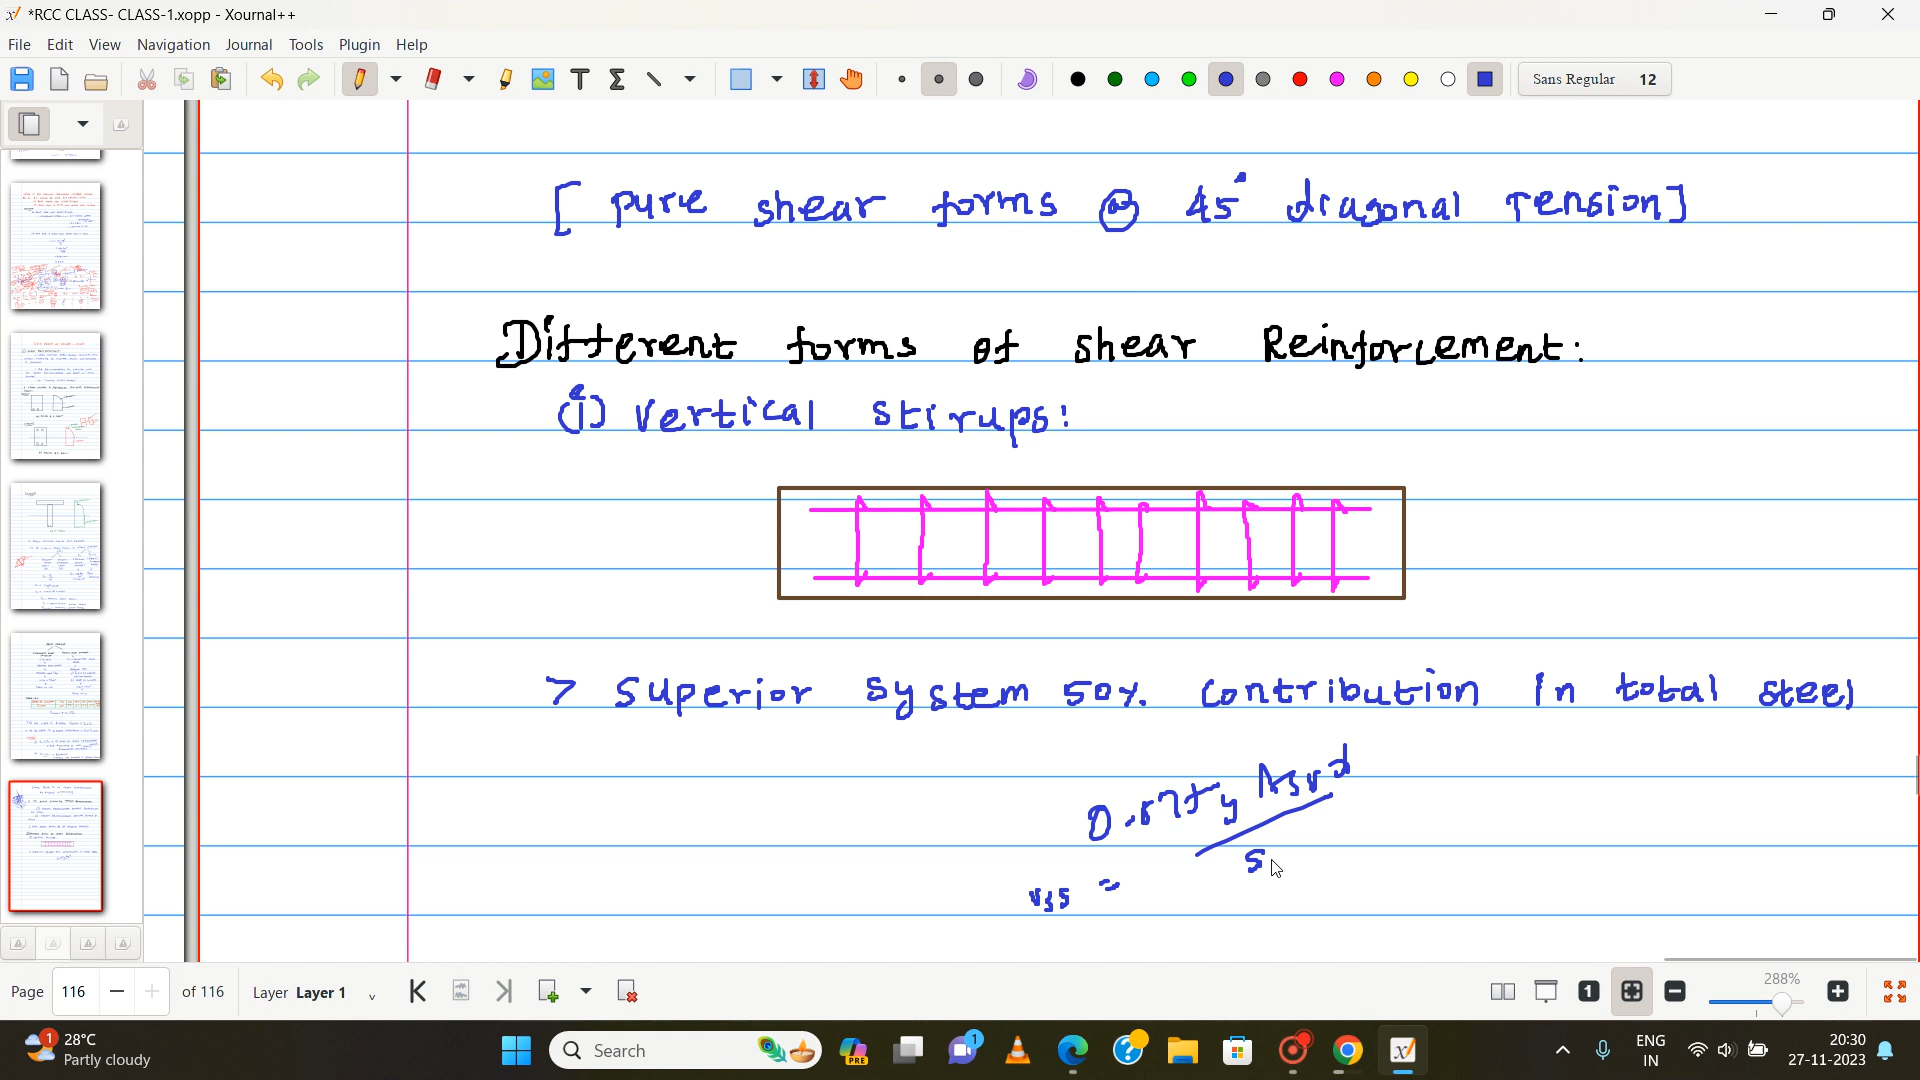 *RCC CLASS- CLASS-1.xopp - Xournal++
File Edit View Navigation Journal Tools Plugin Help
Sans Regular 12
[ pure shear forms @ 45° diagonal Tension]
Different forms of shear Reinforcement:
(i) Vertical stirups:
> Superior System 50% Contribution in total steel
0.87fy Asvd
s
Vus =
Page 116 of 116 Layer Layer 1 288%
28°C
Partly cloudy
Search
ENG
IN
20:30
27-11-2023